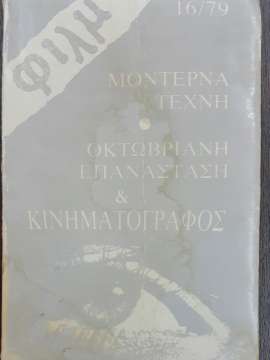 ΦΙΛΜ
16/79
ΜΟΝΤΕΡΝΑ
ΤΕΧΝΗ
ΟΚΤΩΒΡΙΑΝΗ
ΕΠΑΝΑΣΤΑΣΗ
&
ΚΙΝΗΜΑΤΟΓΡΑΦΟΣ